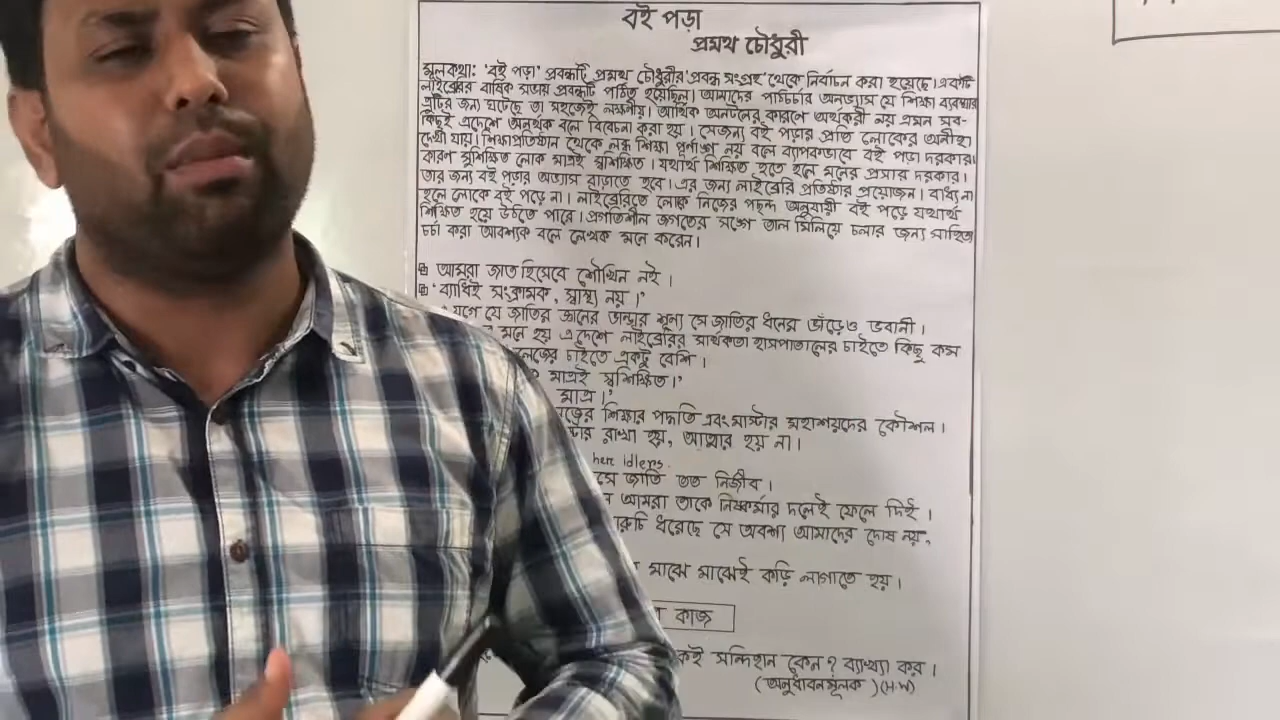 বই পড়া
প্রমথ চৌধুরী
মূলকথা: 'বই পড়া' প্রবন্ধটি প্রমথ চৌধুরীর 'প্রবন্ধ সংগ্রহ' থেকে নির্বাচন করা হয়েছে। একটি
লাইব্রেরির বার্ষিক সভায় প্রবন্ধটি পঠিত হয়েছিল। আমাদের পাঠচর্চার অনভ্যাস যে শিক্ষা ব্যবস্থার
ত্রুটির জন্য ঘটেছে তা সহজেই লক্ষণীয়। আর্থিক অনটনের কারণে অর্থকরী নয় এমন সব-
কিছুই এদেশে অনর্থক বলে বিবেচনা করা হয়। সেজন্য বই পড়ার প্রতি লোকের অনীহা
দেখা যায়। শিক্ষাপ্রতিষ্ঠান থেকে লব্ধ শিক্ষা পূর্ণাঙ্গ নয় বলে ব্যাপকভাবে বই পড়া দরকার।
কারণ সুশিক্ষিত লোক মাত্রই স্বশিক্ষিত। যথার্থ শিক্ষিত হতে হলে মনের প্রসার দরকার।
তার জন্য বই পড়ার অভ্যাস বাড়াতে হবে। এর জন্য লাইব্রেরি প্রতিষ্ঠার প্রয়োজন। বাধ্য না
হলে লোকে বই পড়ে না। লাইব্রেরিতে লোক নিজের পছন্দ অনুযায়ী বই পড়ে যথার্থ
শিক্ষিত হয়ে উঠতে পারে। প্রগতিশীল জগতের সঙ্গে তাল মিলিয়ে চলার জন্য সাহিত্য
চর্চা করা আবশ্যক বলে লেখক মনে করেন।
আমরা জাত হিসেবে শৌখিন নই।
'ব্যাধিই সংক্রামক, স্বাস্থ্য নয়।'
যে জাতির জ্ঞানের ভান্ডার শূন্য সে জাতির ধনের ভাঁড়েও ভবানী।
মনে হয় এদেশে লাইব্রেরির সার্থকতা হাসপাতালের চাইতে কিছু কম
চাইতে একটু বেশি।
মাত্রই স্বশিক্ষিত।'
মাত্র।'
শিক্ষার পদ্ধতি এবং মাস্টার মহাশয়দের কৌশল।
রাখা হয়, আত্মার হয় না।
idlers.
সে জাতি তত নির্জীব।
আমরা তাকে নিষ্কর্মার দলেই ফেলে দিই।
ধরেছে সে অবশ্য আমাদের দোষ নয়,
মাঝে মাঝেই কড়ি লাগাতে হয়।
কাজ
সন্দিহান কেন? ব্যাখ্যা কর।
(অনুধাবনমূলক)(H.W)